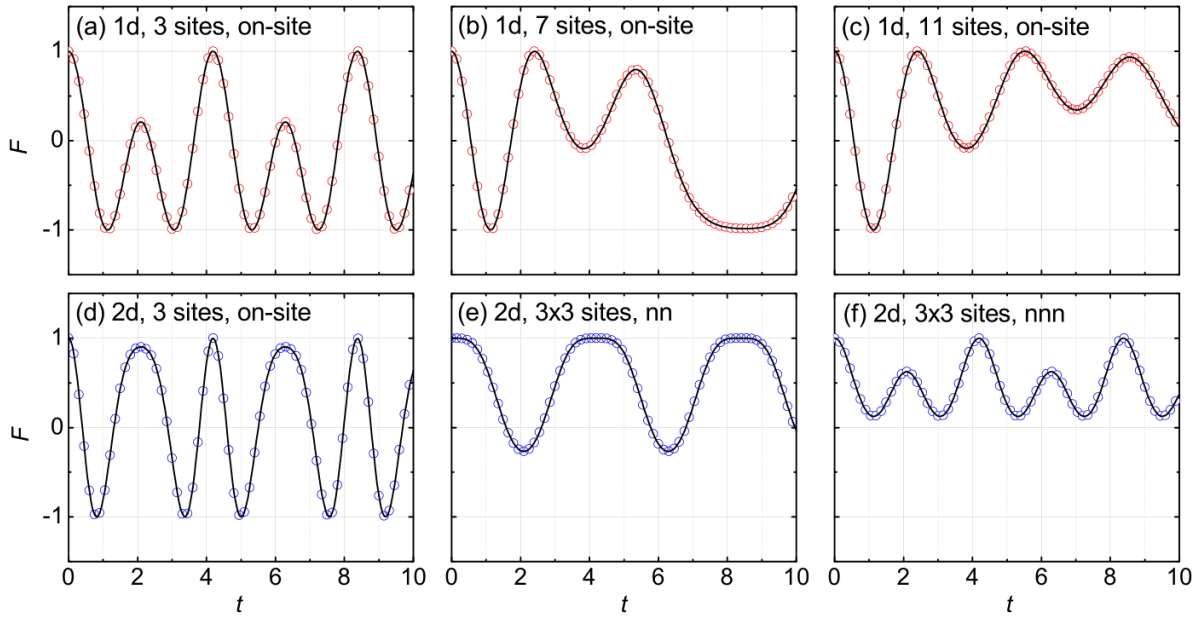 (a) 1d, 3 sites, on-site
(b) 1d, 7 sites, on-site
(c) 1d, 11 sites, on-site
1
0
-1
F
(d) 2d, 3 sites, on-site
(e) 2d, 3x3 sites, nn
(f) 2d, 3x3 sites, nnn
1
0
-1
F
0 2 4 6 8 10
0 2 4 6 8 10
0 2 4 6 8 10
t
t
t